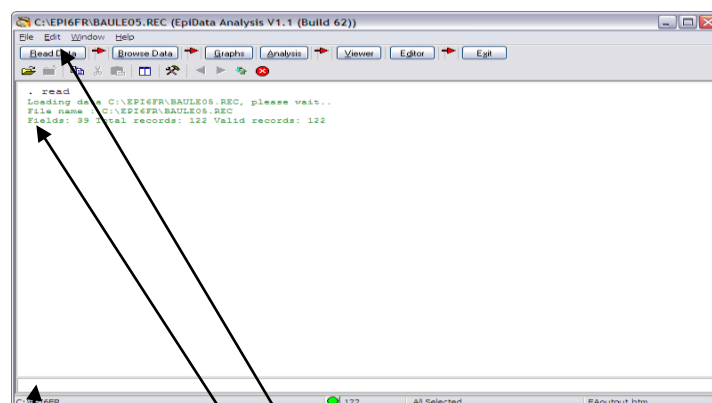 C:\EPI6FR\BAULE05.REC (EpiData Analysis V1.1 (Build 62))
File Edit Window Help
Read Data Browse Data Graphs Analysis Viewer Editor Exit
. read
Loading data C:\EPI6FR\BAULE05.REC, please wait..
File name : C:\EPI6FR\BAULE05.REC
Fields: 39 Total records: 122 Valid records: 122
C:\EPI6FR 122 All Selected EAoutput.htm